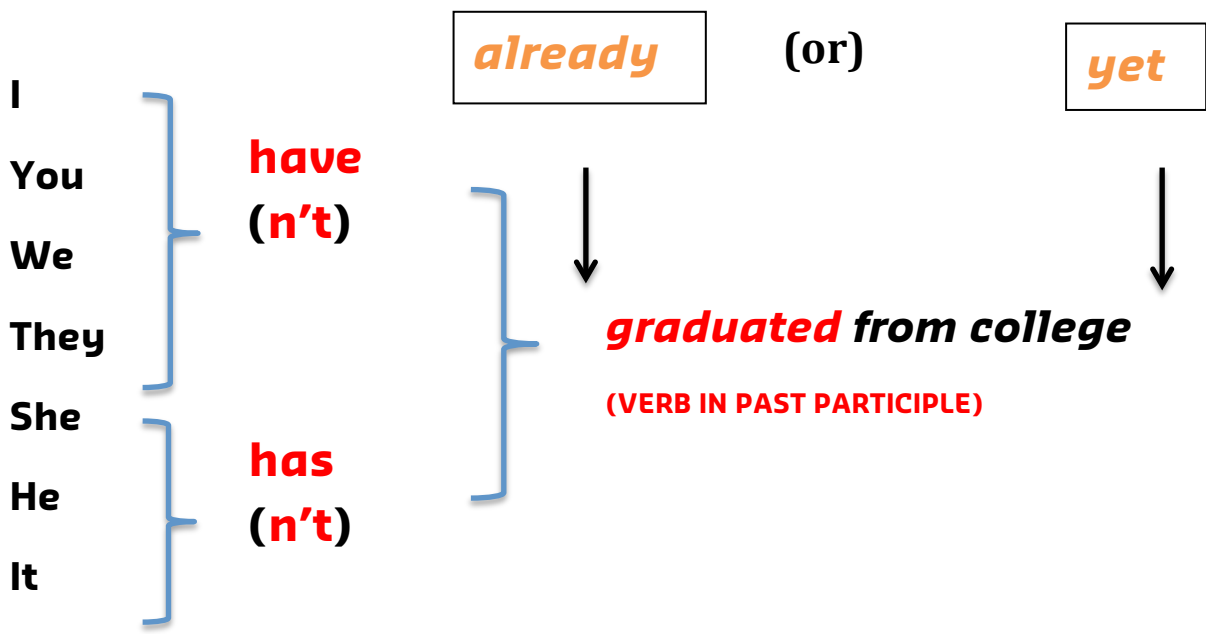 already (or) yet
I
You
We
They
She
He
It
have
(n’t)
has
(n’t)
graduated from college
(VERB IN PAST PARTICIPLE)